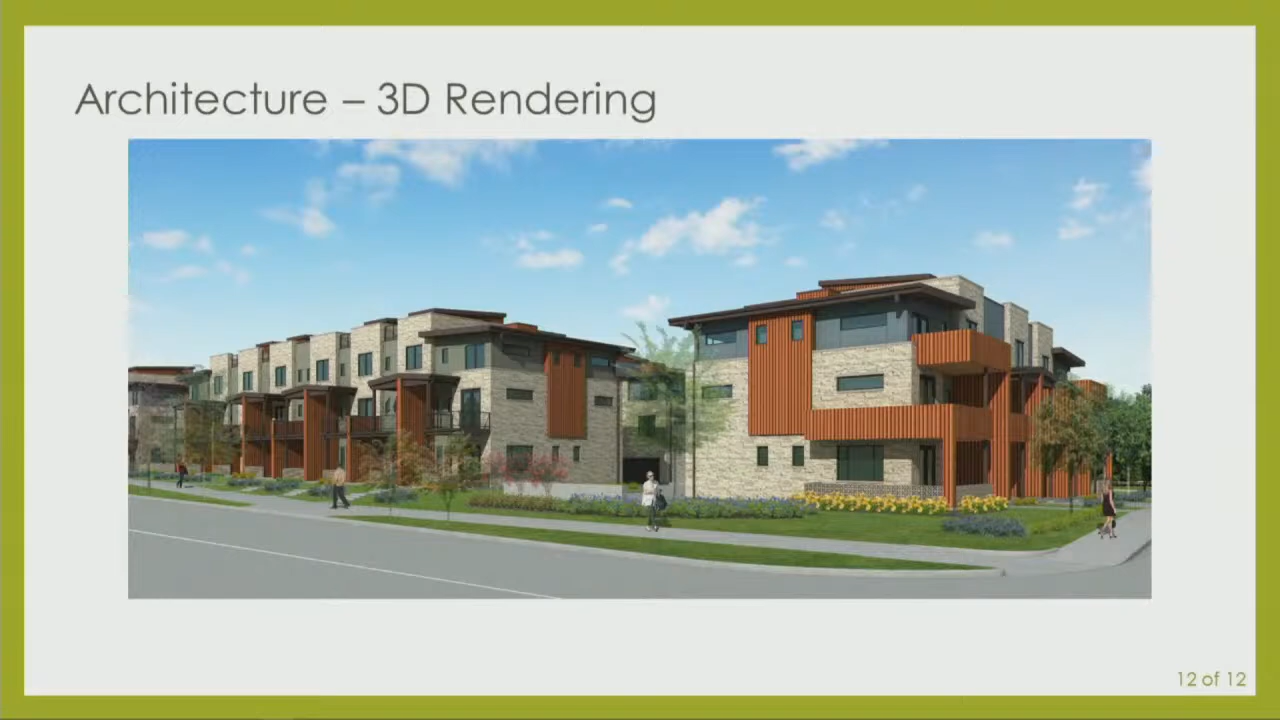 Architecture – 3D Rendering
12 of 12